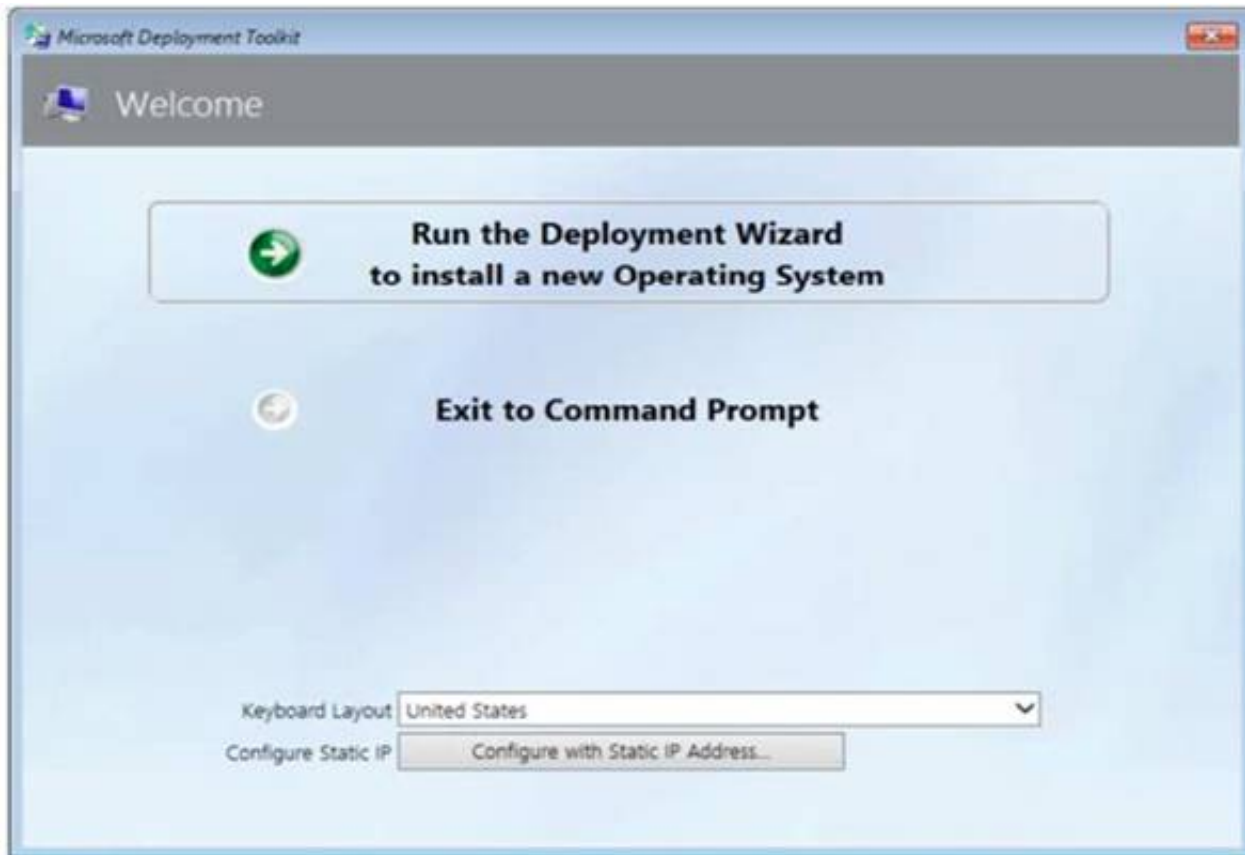 Microsoft Deployment Toolkit
Welcome
Run the Deployment Wizard
to install a new Operating System
Exit to Command Prompt
Keyboard Layout United States
Configure Static IP Configure with Static IP Address...